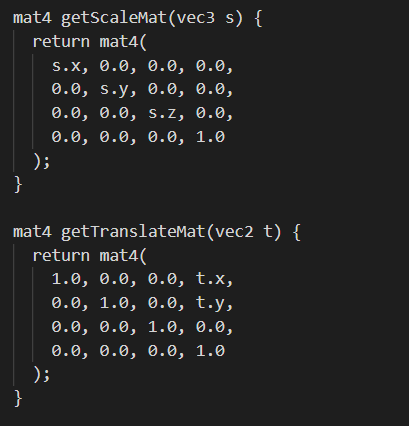 mat4 getScaleMat(vec3 s) {
  return mat4(
    s.x, 0.0, 0.0, 0.0,
    0.0, s.y, 0.0, 0.0,
    0.0, 0.0, s.z, 0.0,
    0.0, 0.0, 0.0, 1.0
  );
}

mat4 getTranslateMat(vec2 t) {
  return mat4(
    1.0, 0.0, 0.0, t.x,
    0.0, 1.0, 0.0, t.y,
    0.0, 0.0, 1.0, 0.0,
    0.0, 0.0, 0.0, 1.0
  );
}